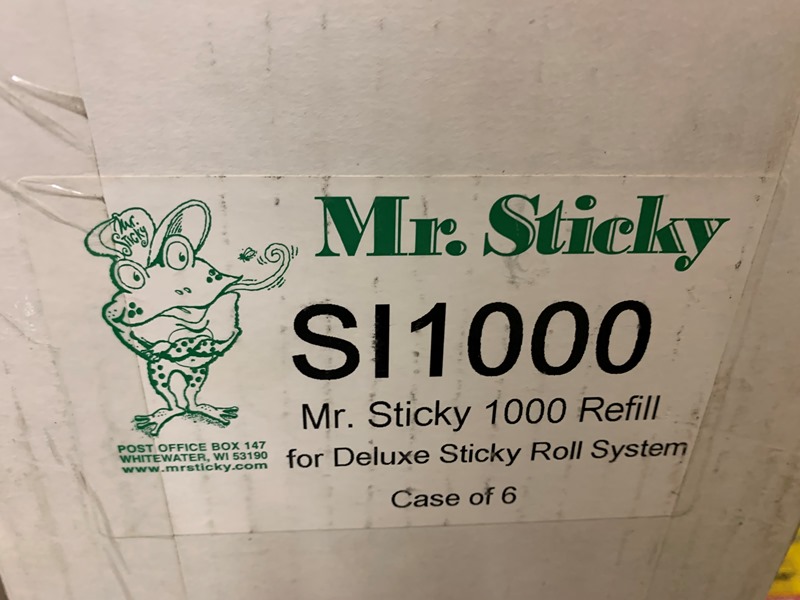 Mr. Sticky
Mr. Sticky
SI1000
Mr. Sticky 1000 Refill
for Deluxe Sticky Roll System
Case of 6
POST OFFICE BOX 147
WHITEWATER, WI 53190
www.mrsticky.com